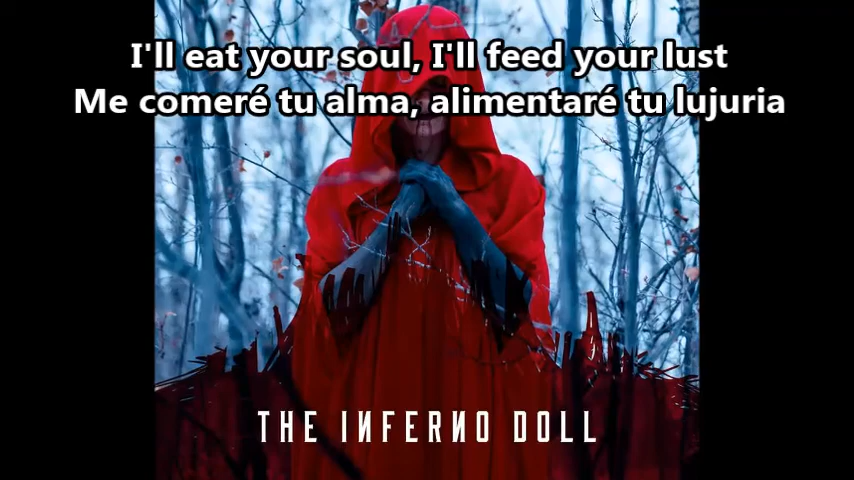 I'll eat your soul, I'll feed your lust
Me comeré tu alma, alimentaré tu lujuria
THE INFERNO DOLL